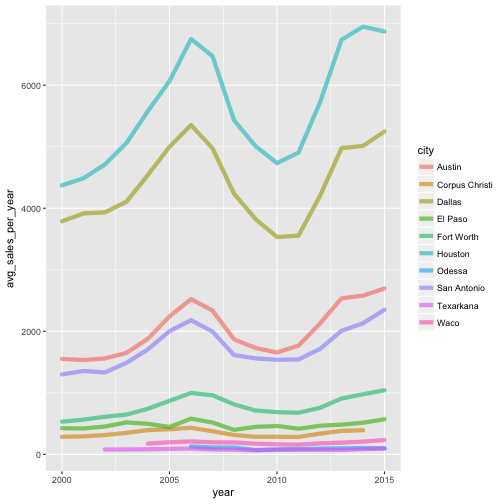 6000
4000
2000
0
avg_sales_per_year
2000
2005
2010
2015
year
city
Austin
Corpus Christi
Dallas
El Paso
Fort Worth
Houston
Odessa
San Antonio
Texarkana
Waco